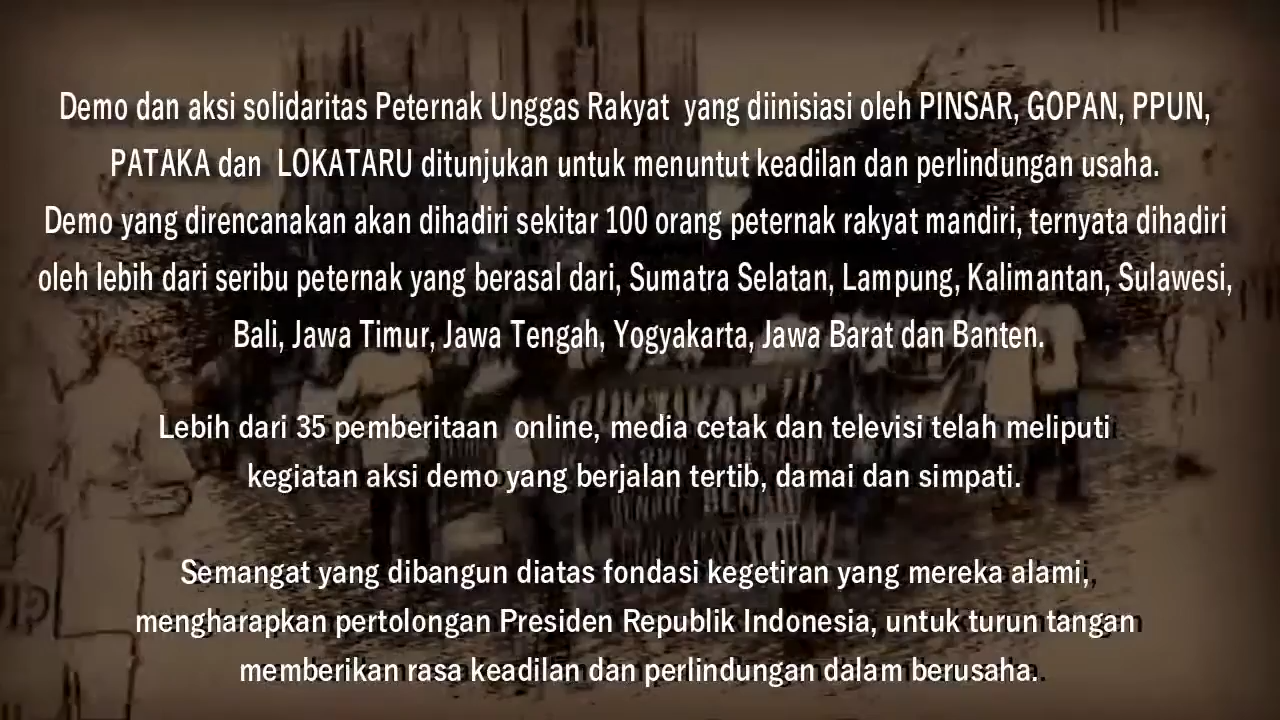 Demo dan aksi solidaritas Peternak Unggas Rakyat yang diinisiasi oleh PINSAR, GOPAN, PPUN,
PATAKA dan LOKATARU ditunjukan untuk menuntut keadilan dan perlindungan usaha.
Demo yang direncanakan akan dihadiri sekitar 100 orang peternak rakyat mandiri, ternyata dihadiri
oleh lebih dari seribu peternak yang berasal dari, Sumatra Selatan, Lampung, Kalimantan, Sulawesi,
Bali, Jawa Timur, Jawa Tengah, Yogyakarta, Jawa Barat dan Banten.
Lebih dari 35 pemberitaan online, media cetak dan televisi telah meliputi
kegiatan aksi demo yang berjalan tertib, damai dan simpati.
Semangat yang dibangun diatas fondasi kegetiran yang mereka alami,
mengharapkan pertolongan Presiden Republik Indonesia, untuk turun tangan
memberikan rasa keadilan dan perlindungan dalam berusaha.